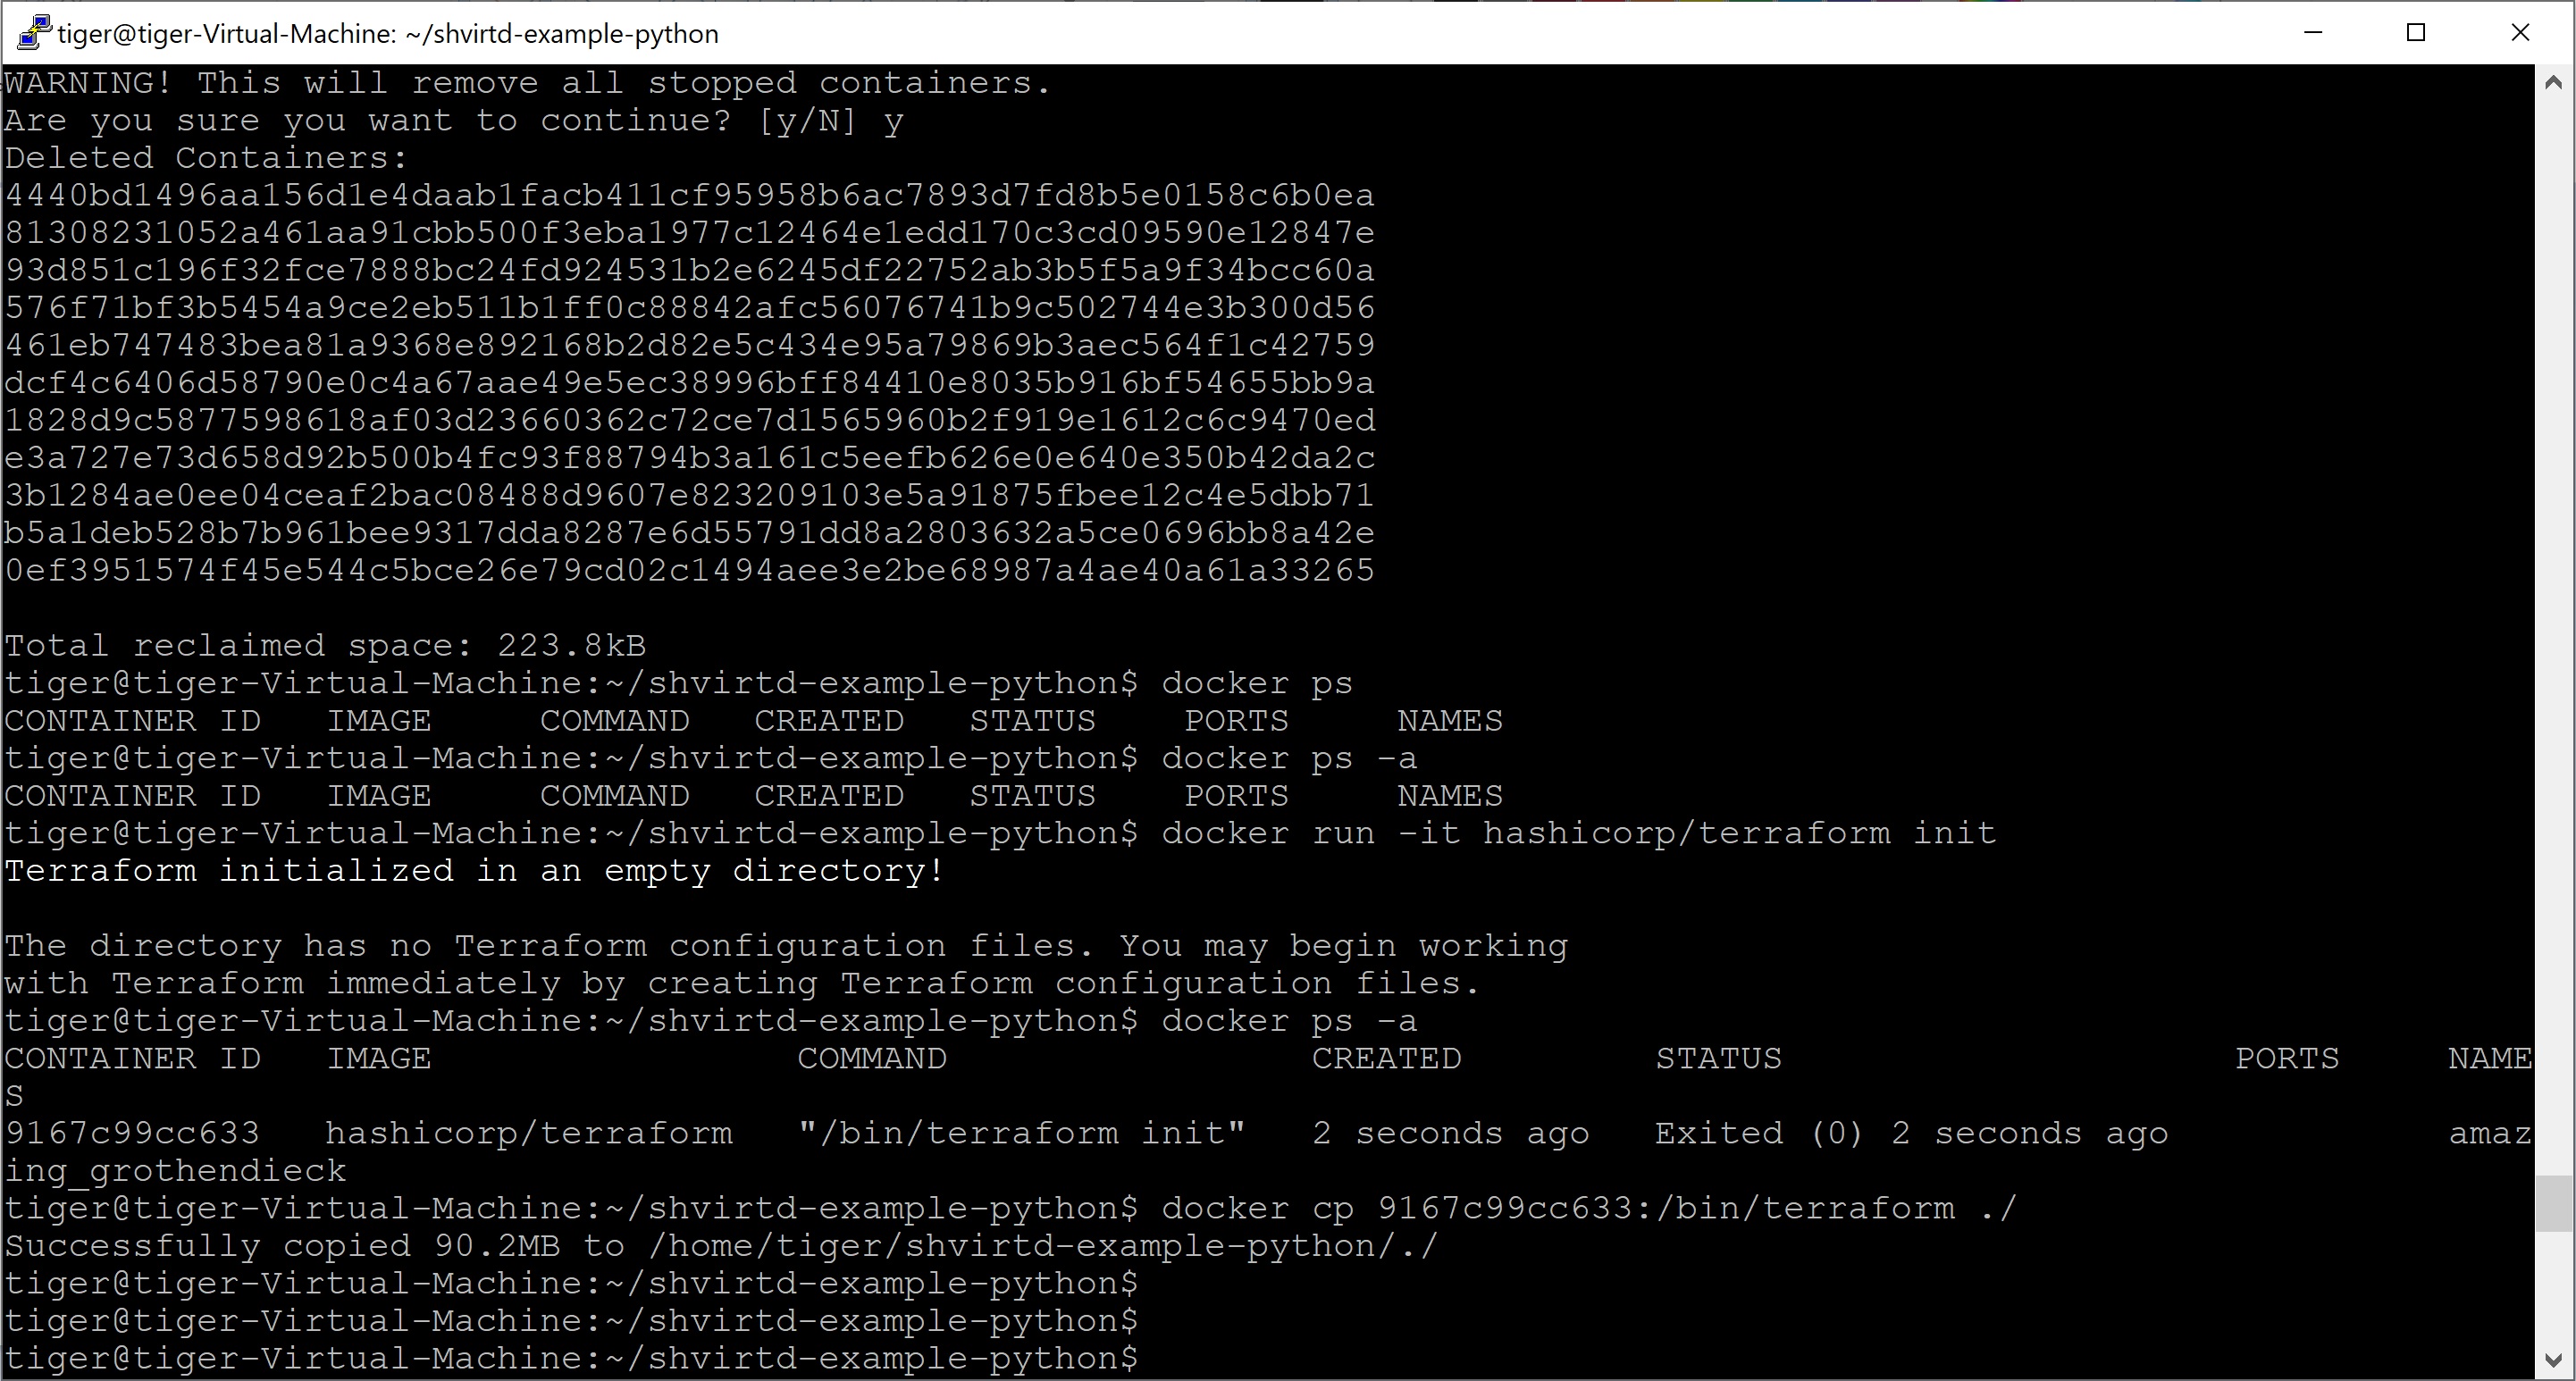 tiger@tiger-Virtual-Machine: ~/shvirtd-example-python
WARNING! This will remove all stopped containers.
Are you sure you want to continue? [y/N] y
Deleted Containers:
4440bd1496aa156d1e4daab1facb411cf95958b6ac7893d7fd8b5e0158c6b0ea
81308231052a461aa91cbb500f3eba1977c12464e1edd170c3cd09590e12847e
93d851c196f32fce7888bc24fd924531b2e6245df22752ab3b5f5a9f34bcc60a
576f71bf3b5454a9ce2eb511b1ff0c88842afc56076741b9c502744e3b300d56
461eb747483bea81a9368e892168b2d82e5c434e95a79869b3aec564f1c42759
dcf4c6406d58790e0c4a67aae49e5ec38996bff84410e8035b916bf54655bb9a
1828d9c5877598618af03d23660362c72ce7d1565960b2f919e1612c6c9470ed
e3a727e73d658d92b500b4fc93f88794b3a161c5eefb626e0e640e350b42da2c
3b1284ae0ee04ceaf2bac08488d9607e823209103e5a91875fbee12c4e5dbb71
b5a1deb528b7b961bee9317dda8287e6d55791dd8a2803632a5ce0696bb8a42e
0ef3951574f45e544c5bce26e79cd02c1494aee3e2be68987a4ae40a61a33265
Total reclaimed space: 223.8kB
tiger@tiger-Virtual-Machine:~/shvirtd-example-python$ docker ps
CONTAINER ID   IMAGE     COMMAND   CREATED   STATUS    PORTS     NAMES
tiger@tiger-Virtual-Machine:~/shvirtd-example-python$ docker ps -a
CONTAINER ID   IMAGE     COMMAND   CREATED   STATUS    PORTS     NAMES
tiger@tiger-Virtual-Machine:~/shvirtd-example-python$ docker run -it hashicorp/terraform init
Terraform initialized in an empty directory!
The directory has no Terraform configuration files. You may begin working
with Terraform immediately by creating Terraform configuration files.
tiger@tiger-Virtual-Machine:~/shvirtd-example-python$ docker ps -a
CONTAINER ID   IMAGE                 COMMAND                 CREATED         STATUS                     PORTS     NAME
S
9167c99cc633   hashicorp/terraform   "/bin/terraform init"   2 seconds ago   Exited (0) 2 seconds ago             amaz
ing_grothendieck
tiger@tiger-Virtual-Machine:~/shvirtd-example-python$ docker cp 9167c99cc633:/bin/terraform ./
Successfully copied 90.2MB to /home/tiger/shvirtd-example-python/./
tiger@tiger-Virtual-Machine:~/shvirtd-example-python$
tiger@tiger-Virtual-Machine:~/shvirtd-example-python$
tiger@tiger-Virtual-Machine:~/shvirtd-example-python$